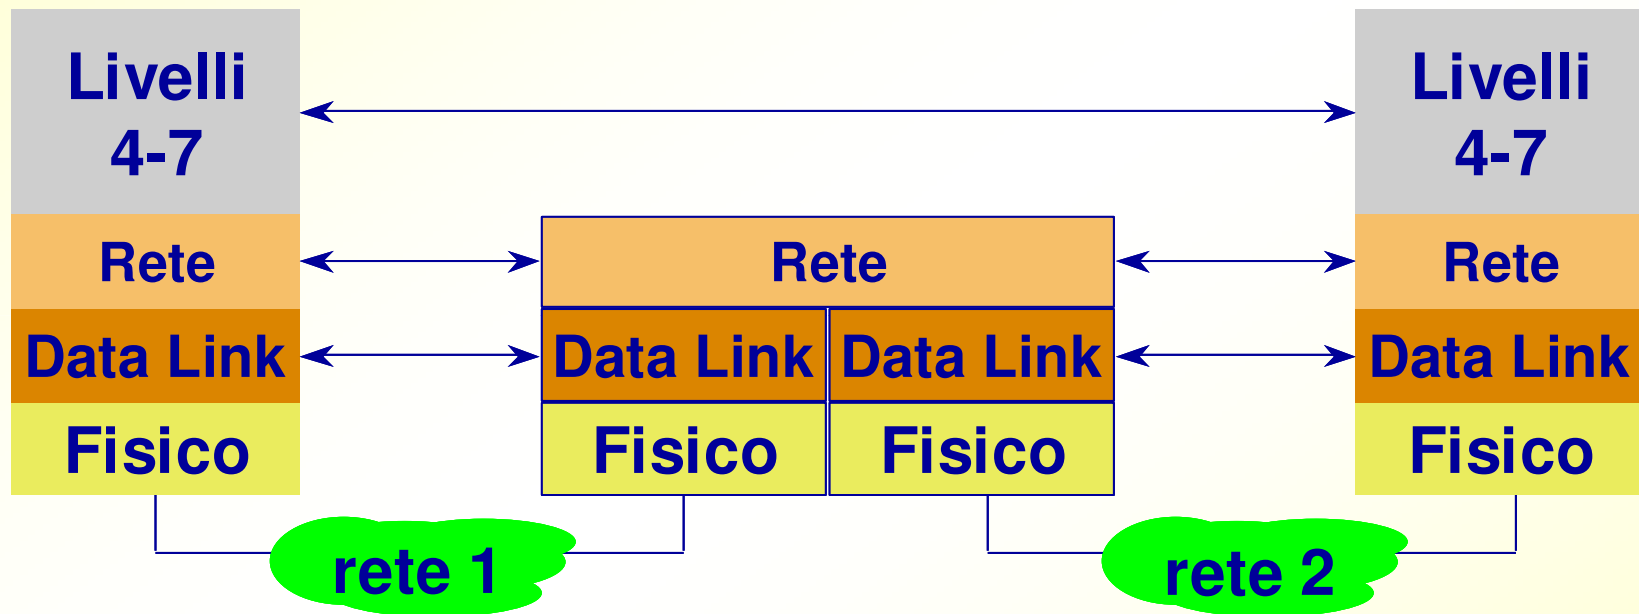 Livelli
4-7
Livelli
4-7
Rete
Rete
Rete
Data Link
Data Link
Data Link
Data Link
Fisico
Fisico
Fisico
Fisico
rete 1
rete 2